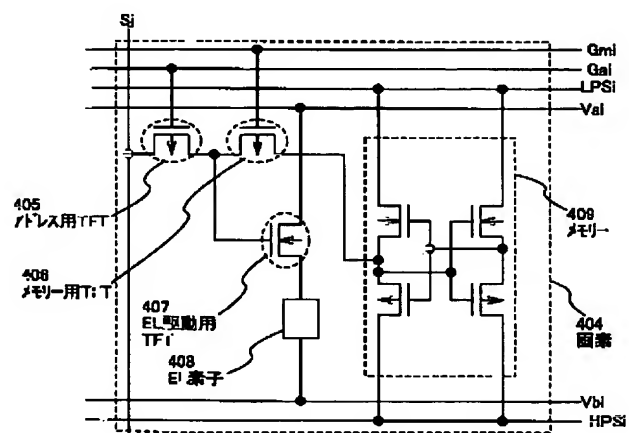 Si
Gmi
Gai
LPSi
Vai
405
アドレス用TFT
406
メモリー用TFT
407
EL駆動用
TFT
408
EL素子
409
メモリー
404
画素
Vbi
HPSi